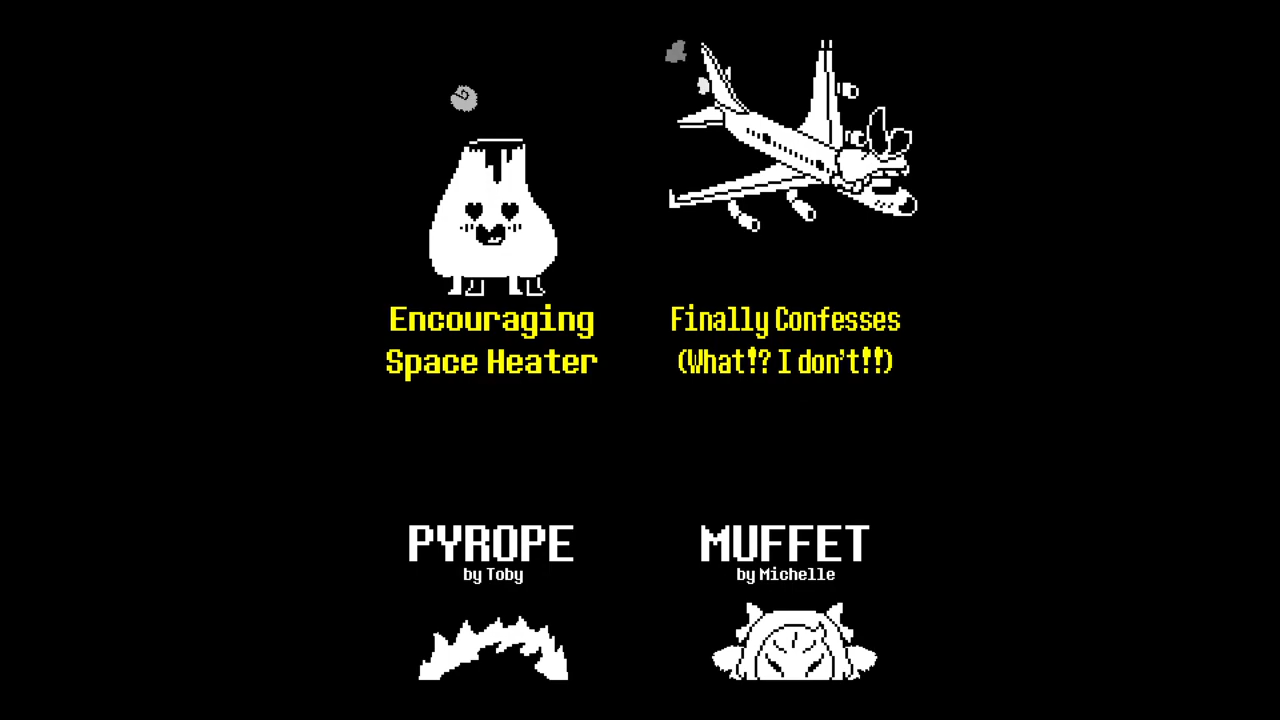 Encouraging
Space Heater
Finally Confesses
(What!? I don't!!)
PYROPE
by Toby
MUFFET
by Michelle